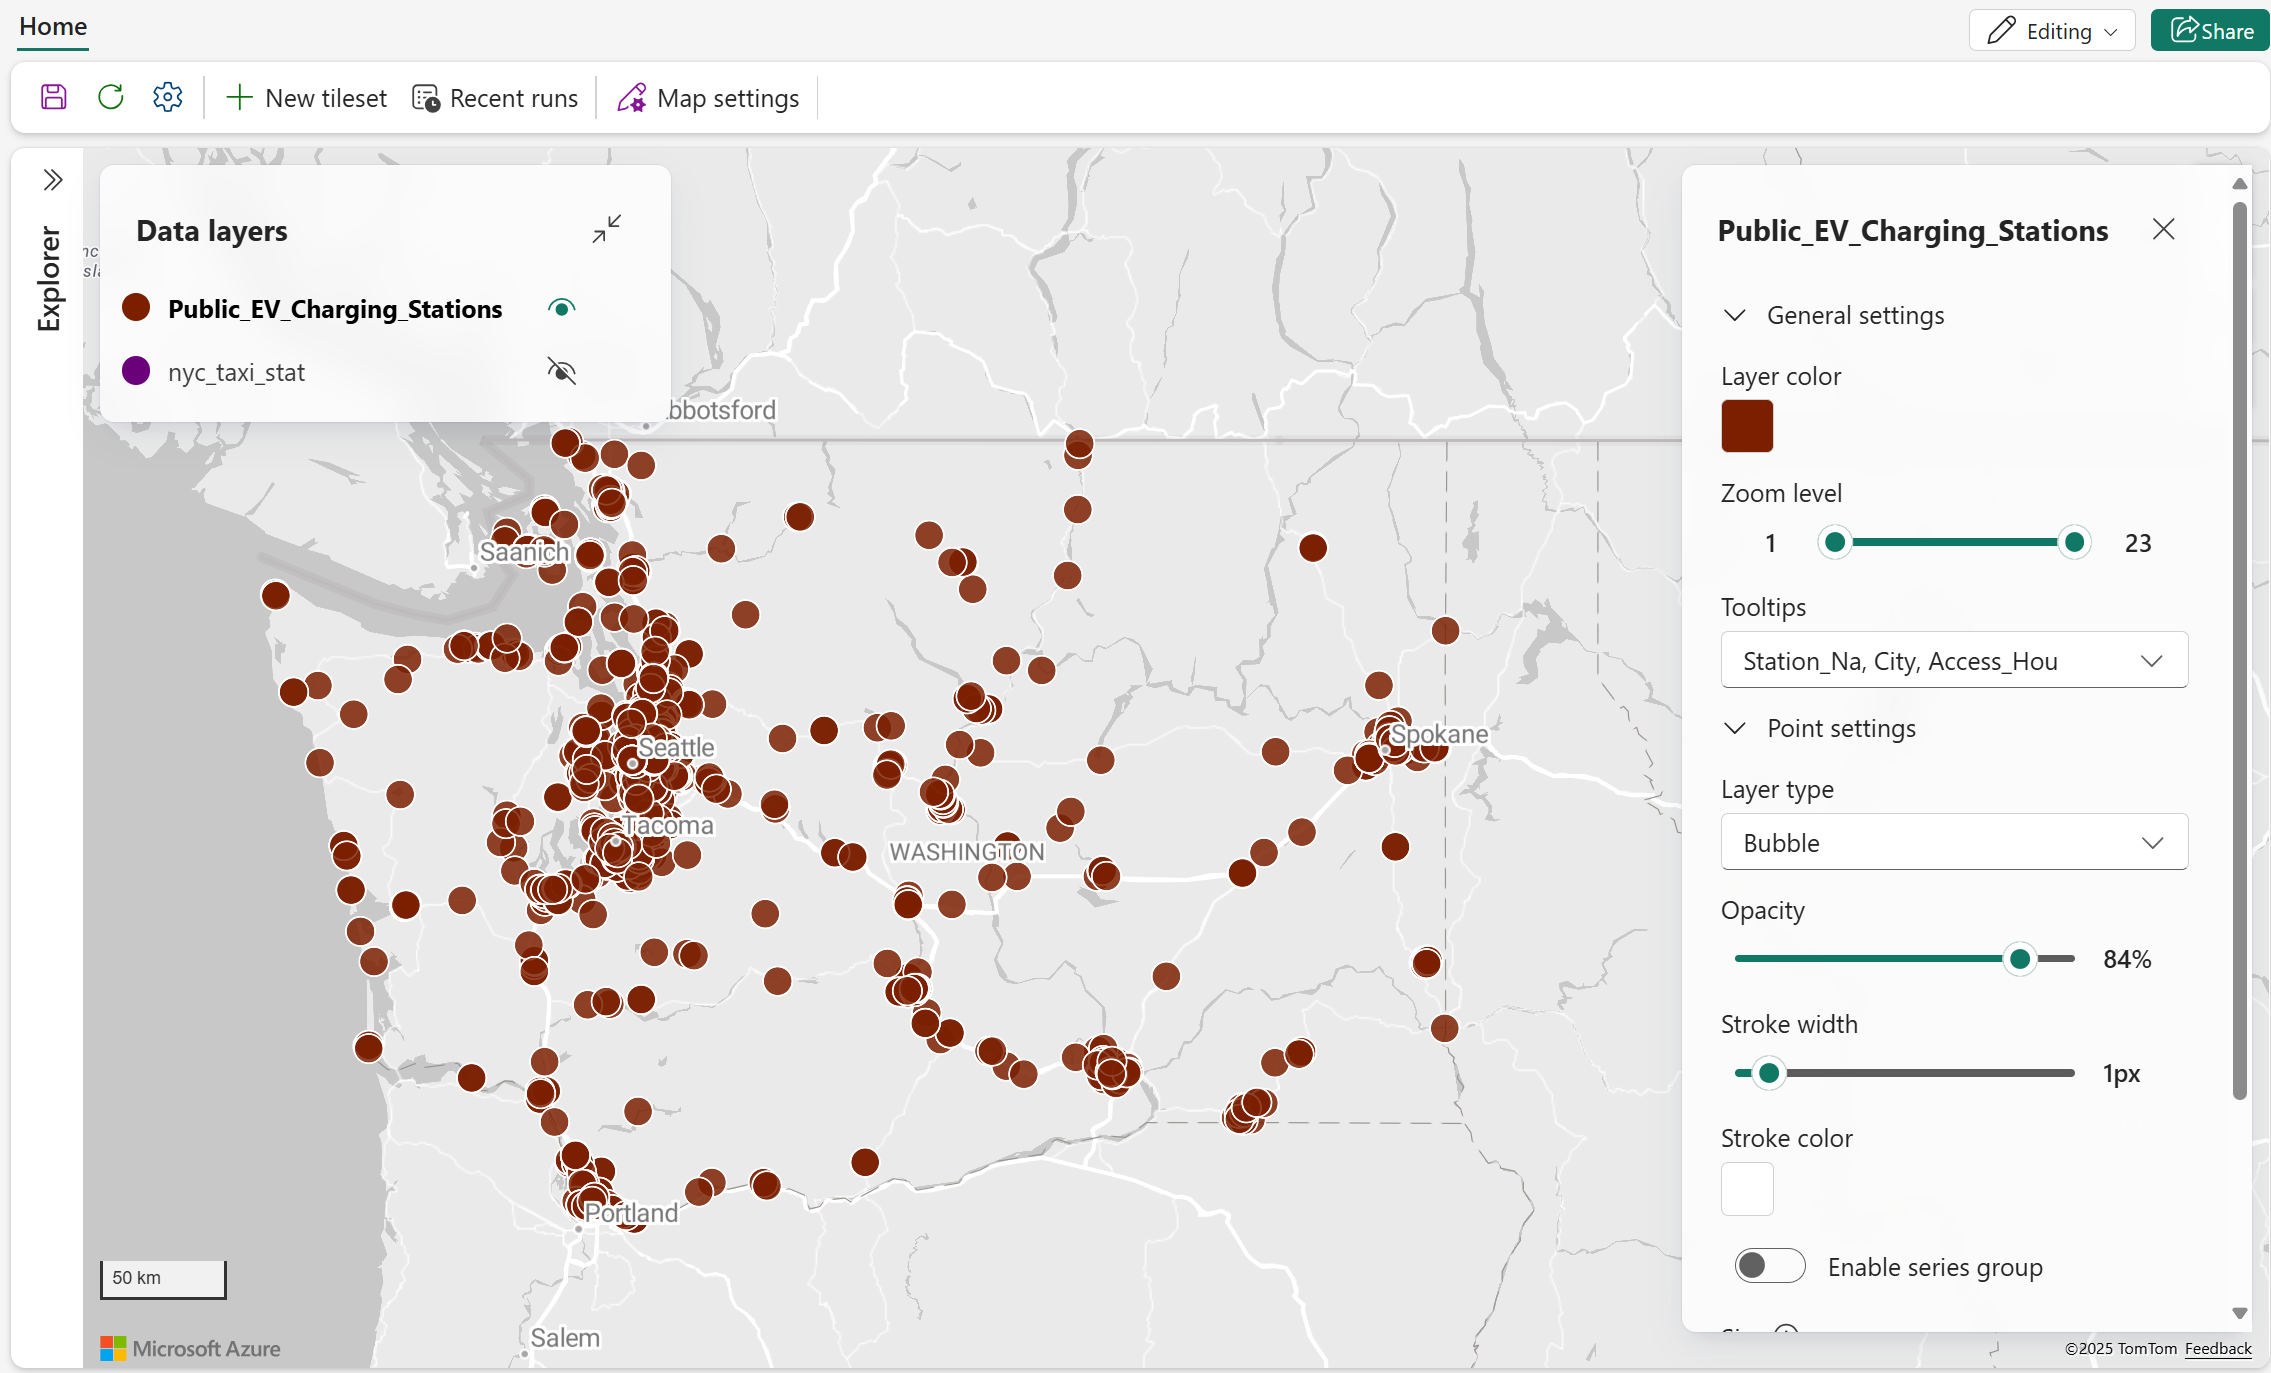 Home
Editing
Share
New tileset
Recent runs
Map settings
Explorer
Data layers
Public_EV_Charging_Stations
nyc_taxi_stat
bbotsford
Saanich
Seattle
Tacoma
WASHINGTON
Spokane
Portland
Salem
50 km
Microsoft Azure
Public_EV_Charging_Stations
General settings
Layer color
Zoom level
1
23
Tooltips
Station_Na, City, Access_Hou
Point settings
Layer type
Bubble
Opacity
84%
Stroke width
1px
Stroke color
Enable series group
©2025 TomTom Feedback